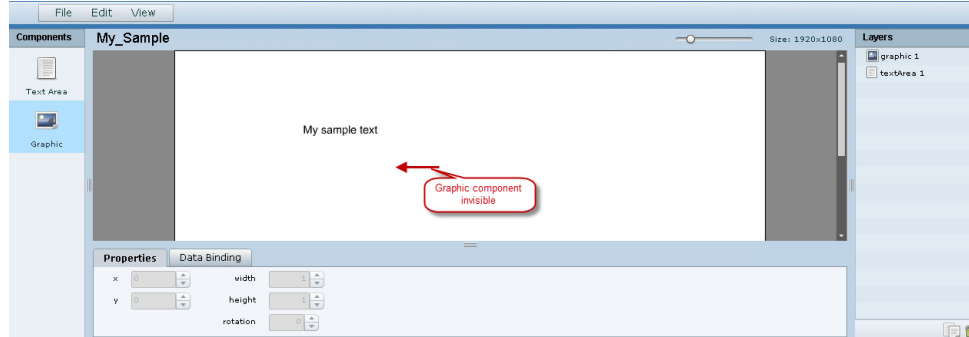 File Edit View
Components
My_Sample
Size: 1920x1080
Layers
Text Area
Graphic
My sample text
Graphic component
invisible
graphic 1
textArea 1
Properties Data Binding
x 0 width 1
y 0 height 1
rotation 0